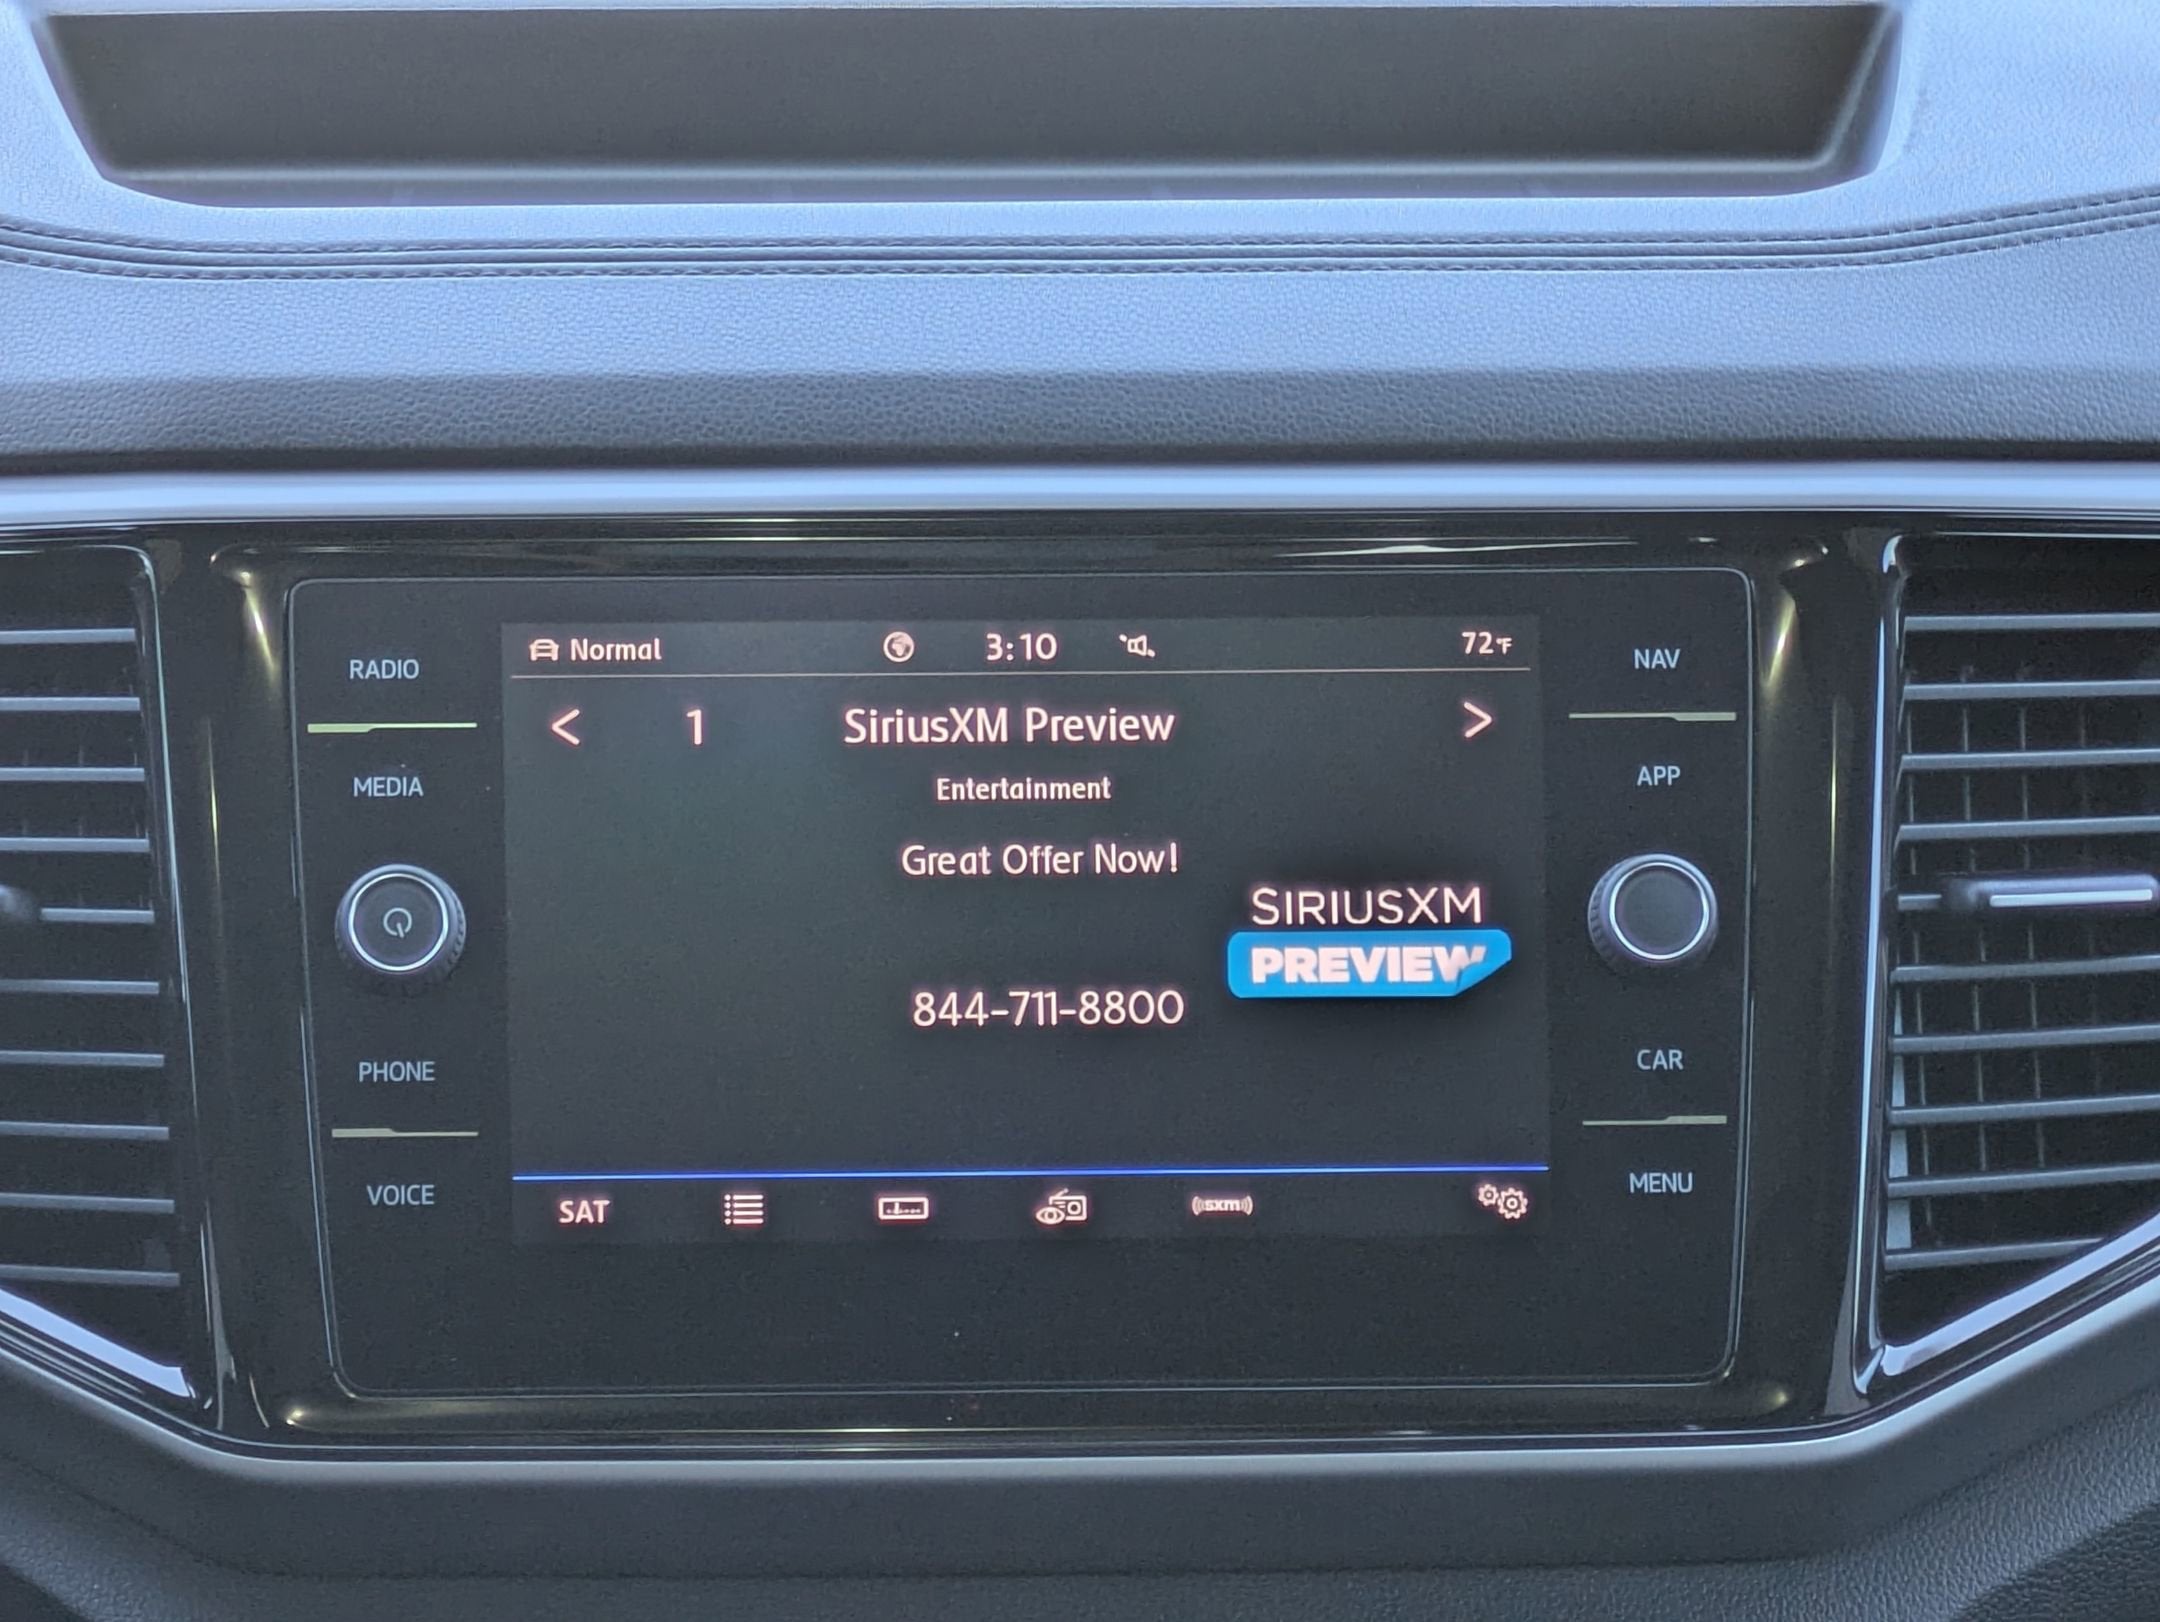 RADIO
MEDIA
PHONE
VOICE
Normal 3:10 72°F
< 1 SiriusXM Preview >
Entertainment
Great Offer Now!
SIRIUSXM
PREVIEW
844-711-8800
SAT ((sxm))
NAV
APP
CAR
MENU